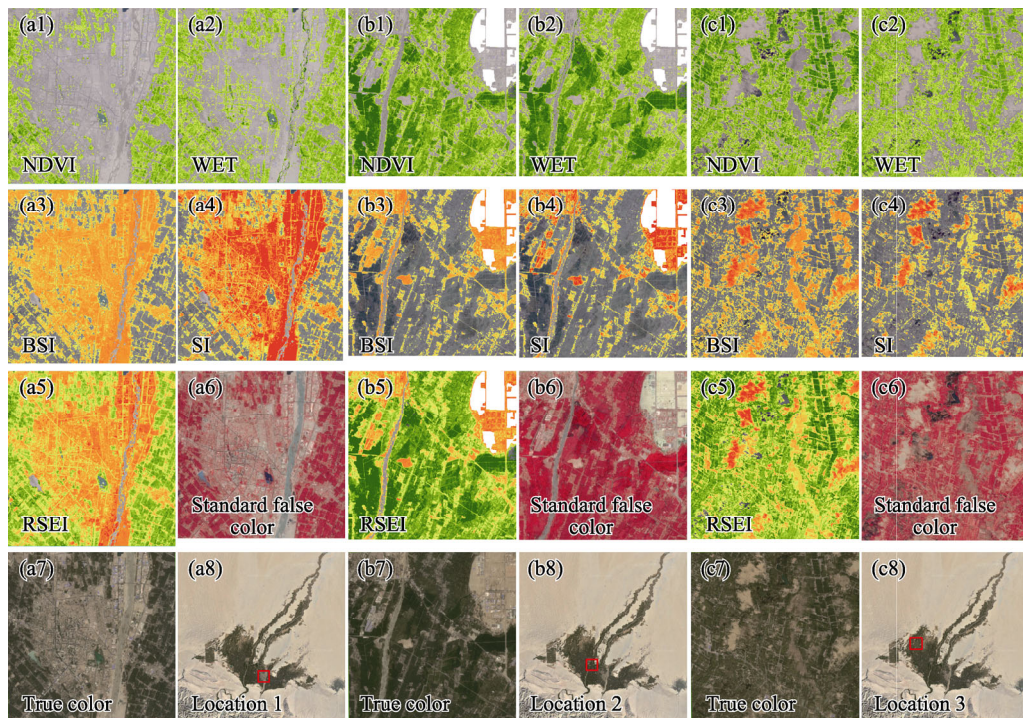 (a1)
NDVI
(a2)
WET
(b1)
NDVI
(b2)
WET
(c1)
NDVI
(c2)
WET
(a3)
BSI
(a4)
SI
(b3)
BSI
(b4)
SI
(c3)
BSI
(c4)
SI
(a5)
RSEI
(a6)
Standard false
color
(b5)
RSEI
(b6)
Standard false
color
(c5)
RSEI
(c6)
Standard false
color
(a7)
True color
(a8)
Location 1
(b7)
True color
(b8)
Location 2
(c7)
True color
(c8)
Location 3